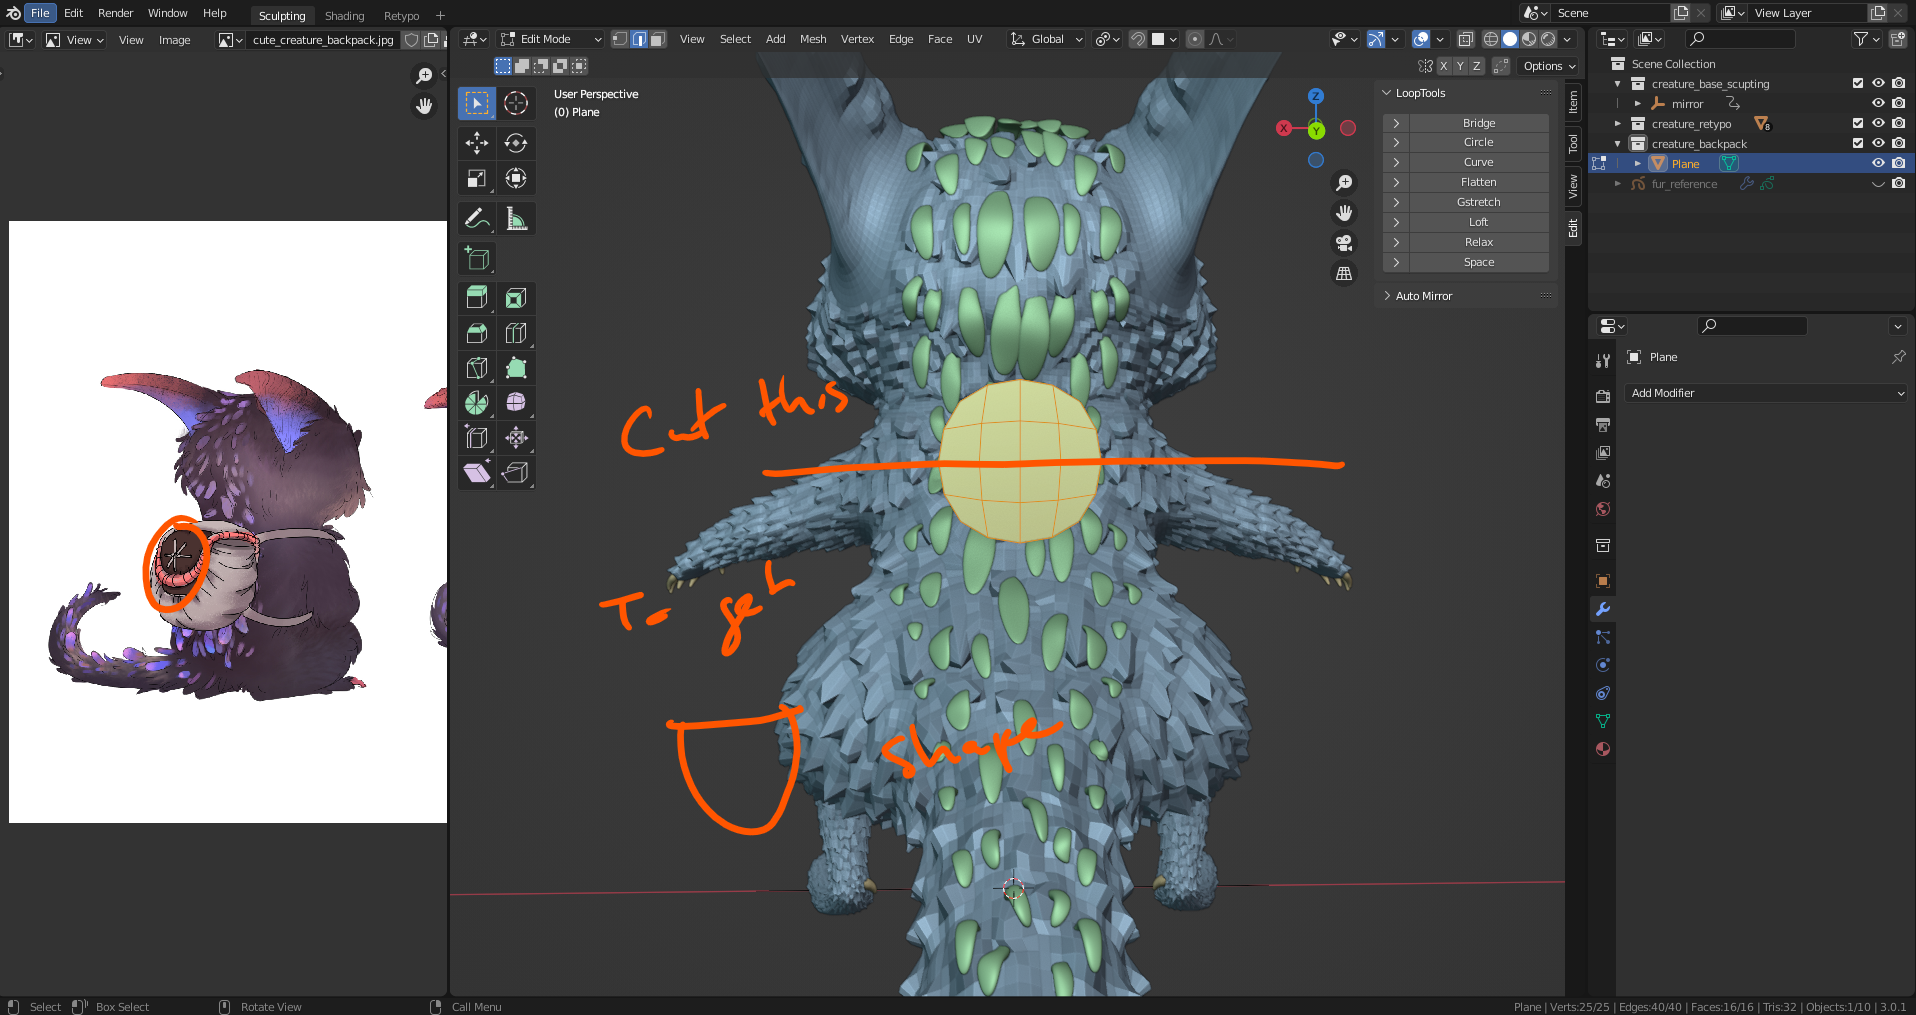 File Edit Render Window Help Sculpting Shading Retypo + Scene View Layer
View View Image cute_creature_backpack.jpg Edit Mode View Select Add Mesh Vertex Edge Face UV Global
X Y Z Options
User Perspective
(0) Plane
LoopTools
Bridge
Circle
Curve
Flatten
Gstretch
Loft
Relax
Space
Auto Mirror
Item
Tool
View
Edit
Z
X
Y
Scene Collection
creature_base_scupting
mirror
creature_retypo 8
creature_backpack
Plane
fur_reference
Plane
Add Modifier
Cut this
To get
shape
Select Box Select Rotate View Call Menu Plane | Verts:25/25 | Edges:40/40 | Faces:16/16 | Tris:32 | Objects:1/10 | 3.0.1